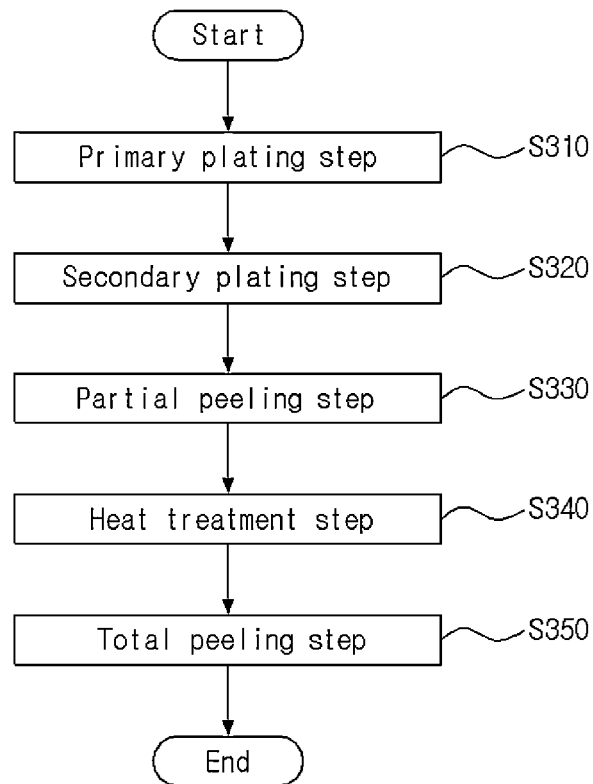 Start
Primary plating step
S310
Secondary plating step
S320
Partial peeling step
S330
Heat treatment step
S340
Total peeling step
S350
End